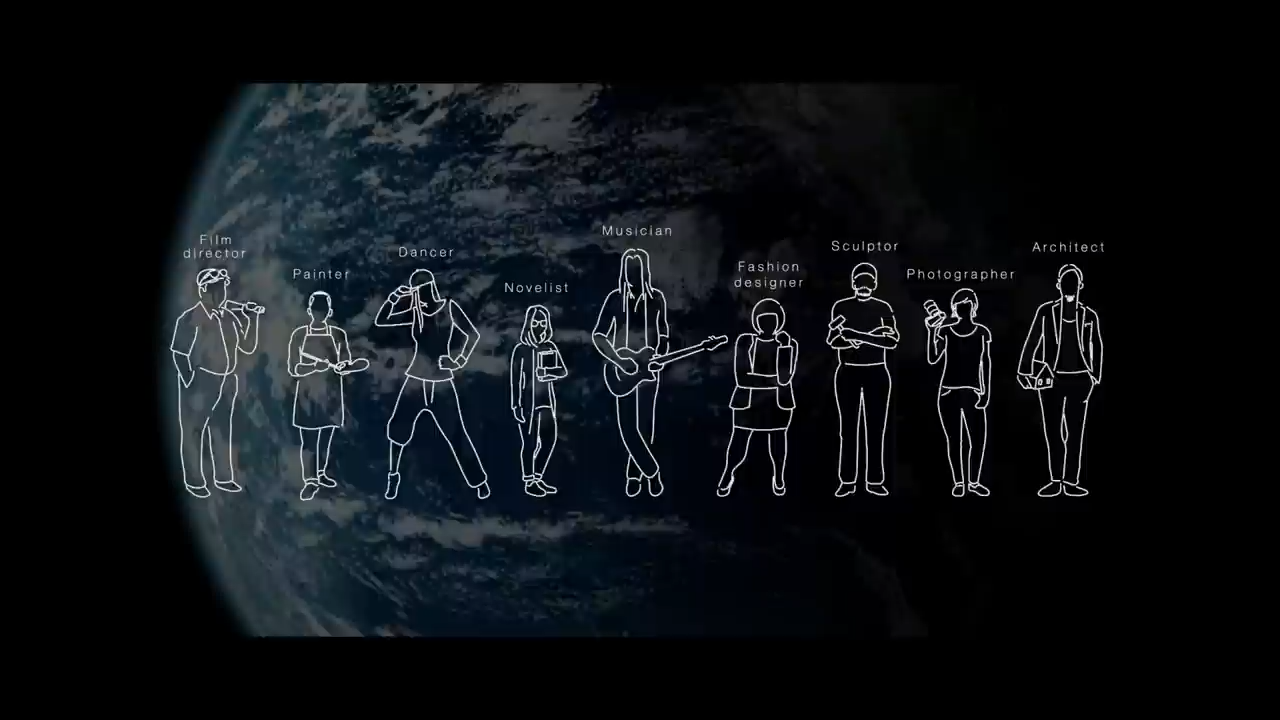 Film
director
Painter
Dancer
Novelist
Musician
Fashion
designer
Sculptor
Photographer
Architect